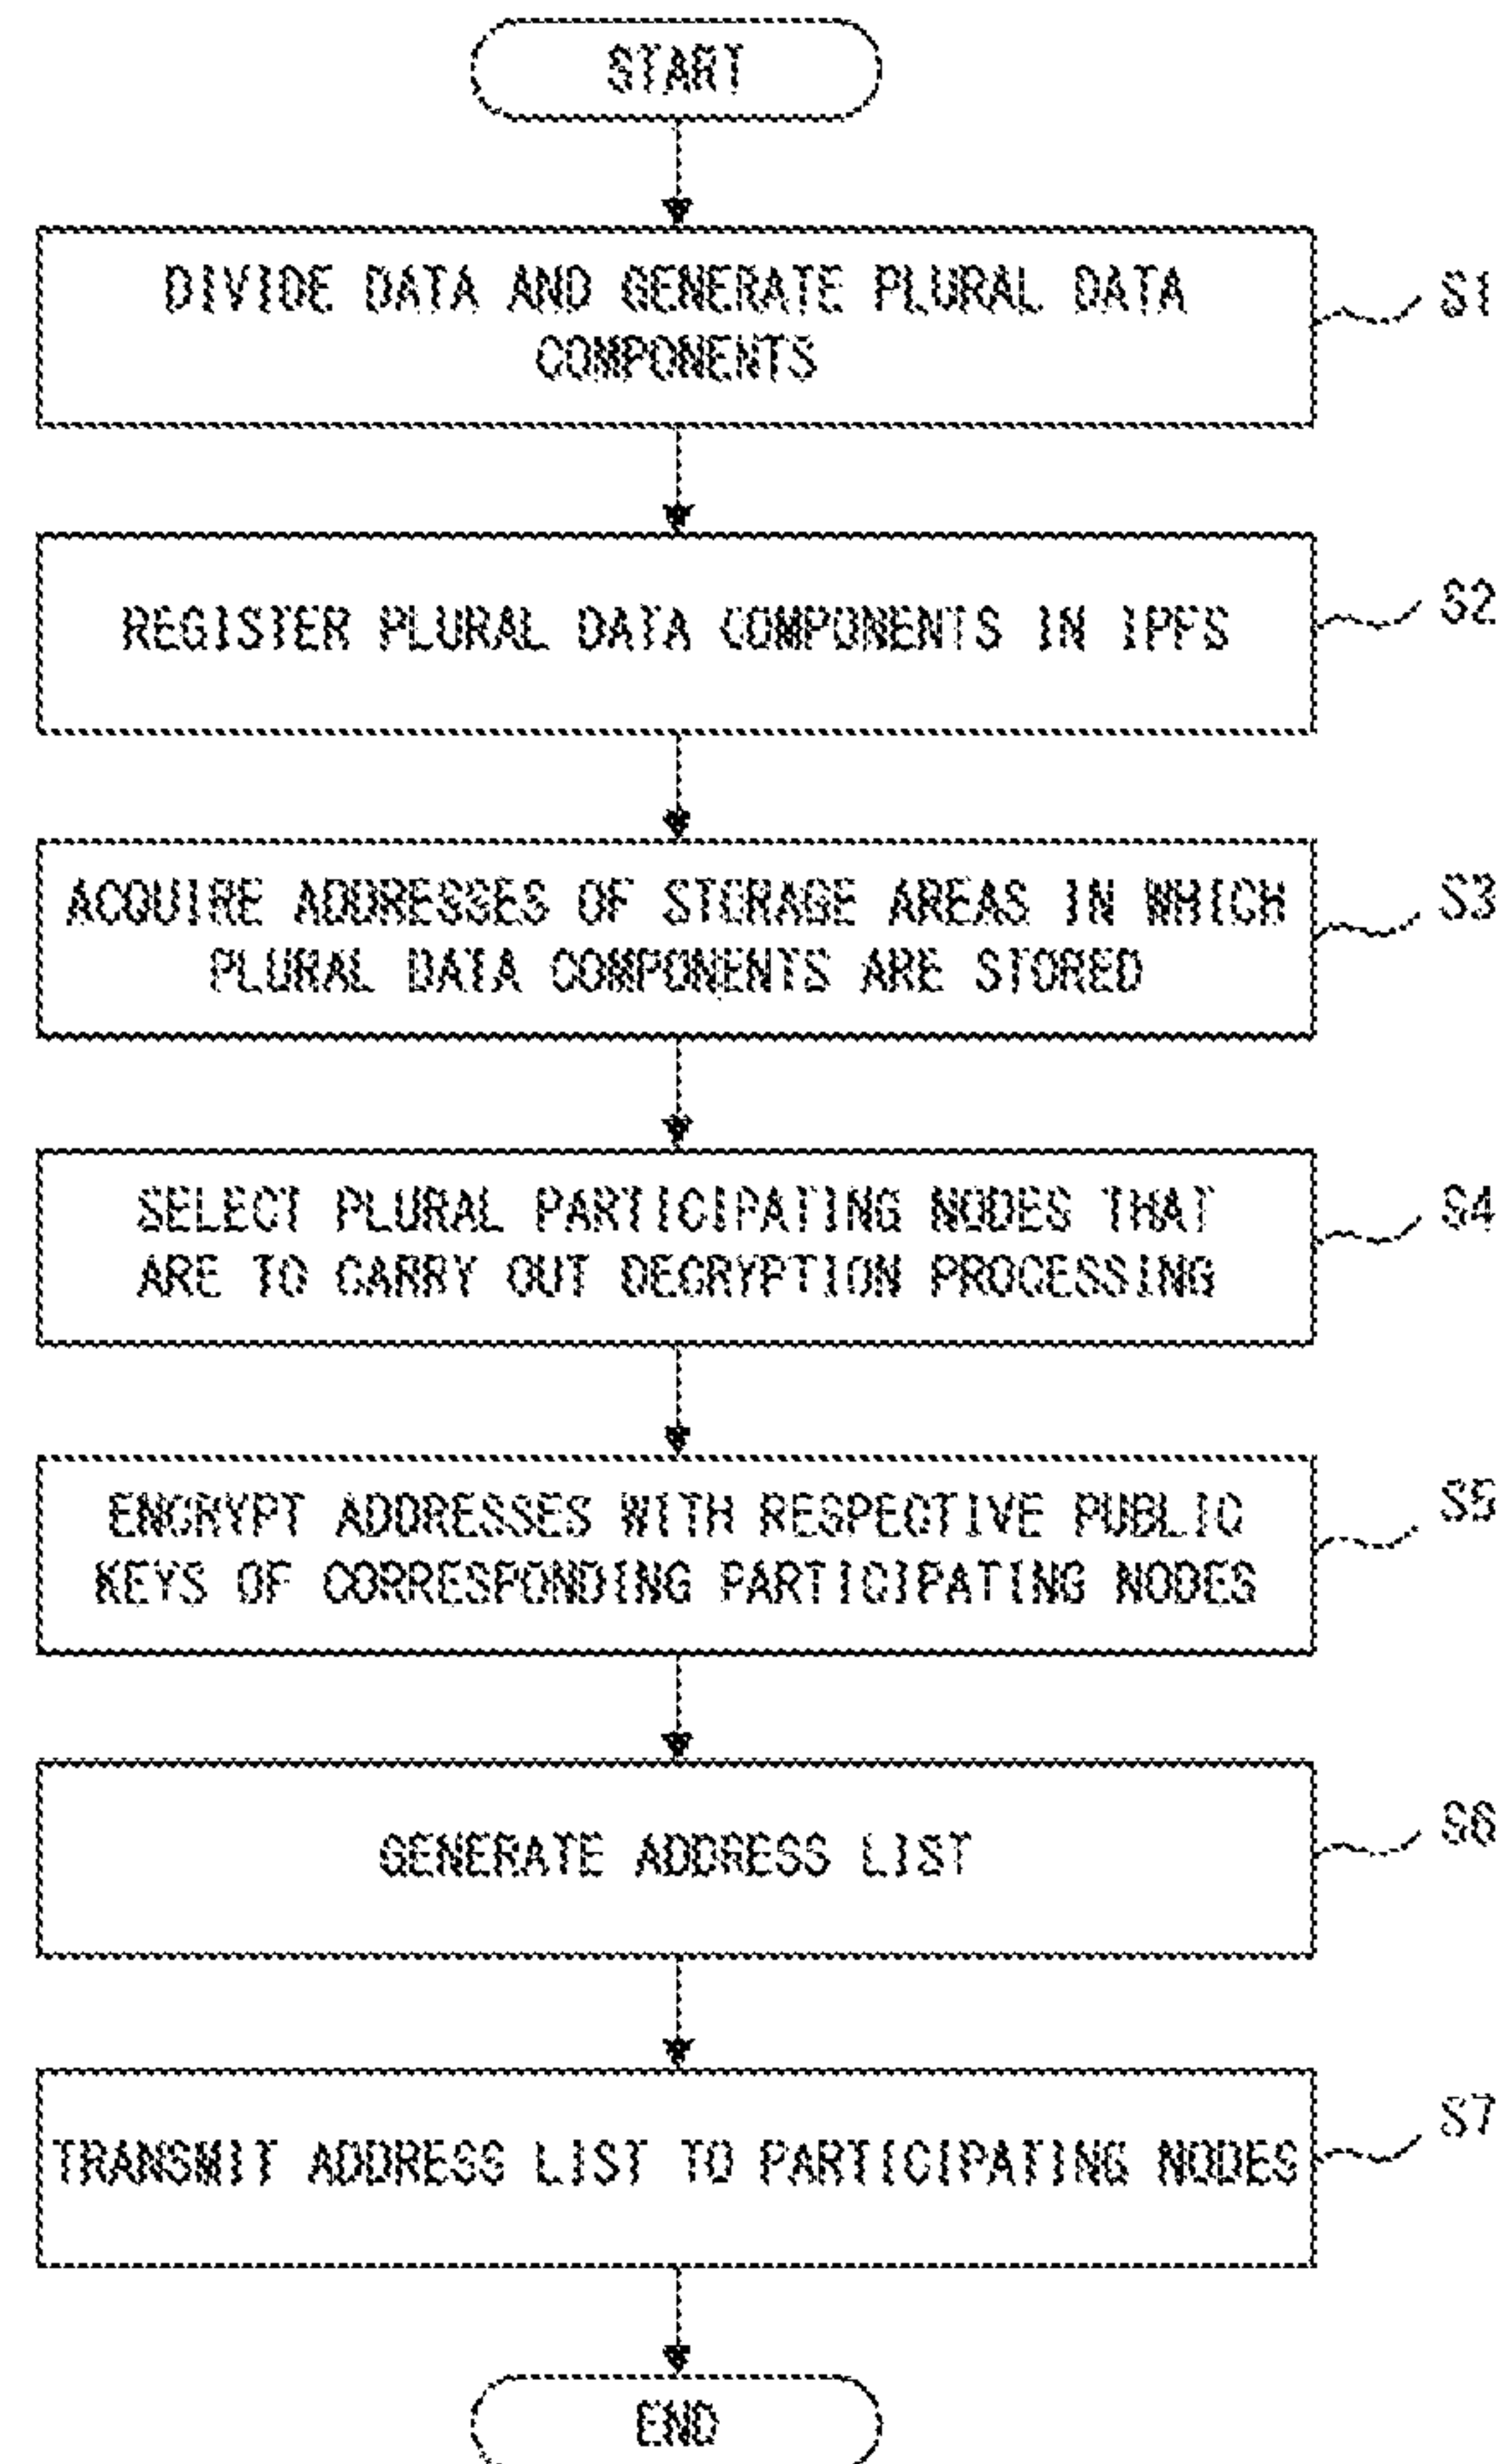 START
DIVIDE DATA AND GENERATE PLURAL DATA
COMPONENTS
S1
REGISTER PLURAL DATA COMPONENTS IN IPFS
S2
ACQUIRE ADDRESSES OF STORAGE AREAS IN WHICH
PLURAL DATA COMPONENTS ARE STORED
S3
SELECT PLURAL PARTICIPATING NODES THAT
ARE TO CARRY OUT DECRYPTION PROCESSING
S4
ENCRYPT ADDRESSES WITH RESPECTIVE PUBLIC
KEYS OF CORRESPONDING PARTICIPATING NODES
S5
GENERATE ADDRESS LIST
S6
TRANSMIT ADDRESS LIST TO PARTICIPATING NODES
S7
END